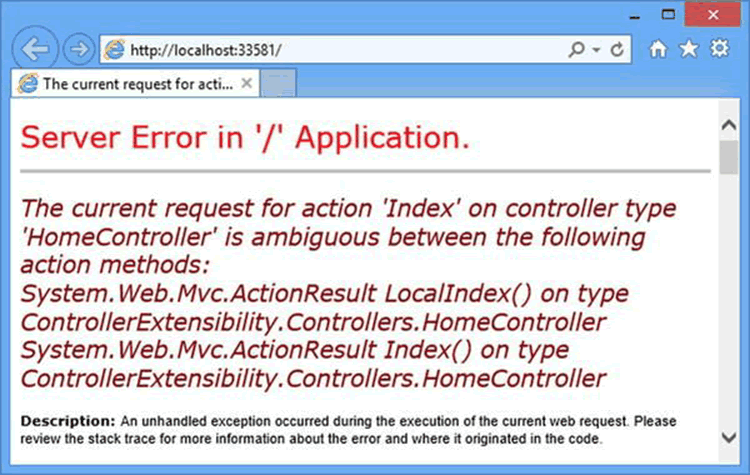 http://localhost:33581/
The current request for acti...
Server Error in '/' Application.
The current request for action 'Index' on controller type
'HomeController' is ambiguous between the following
action methods:
System.Web.Mvc.ActionResult LocalIndex() on type
ControllerExtensibility.Controllers.HomeController
System.Web.Mvc.ActionResult Index() on type
ControllerExtensibility.Controllers.HomeController
Description: An unhandled exception occurred during the execution of the current web request. Please
review the stack trace for more information about the error and where it originated in the code.